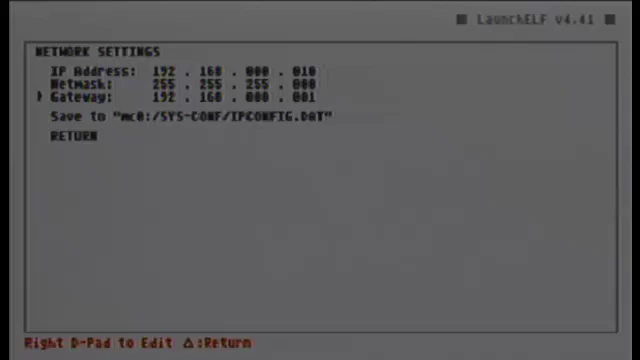 ■ LaunchELF v4.41 ■
NETWORK SETTINGS
IP Address: 192 . 168 . 000 . 010
Netmask: 255 . 255 . 255 . 000
Gateway: 192 . 168 . 000 . 001
Save to "mc0:/SYS-CONF/IPCONFIG.DAT"
RETURN
Right D-Pad to Edit △:Return